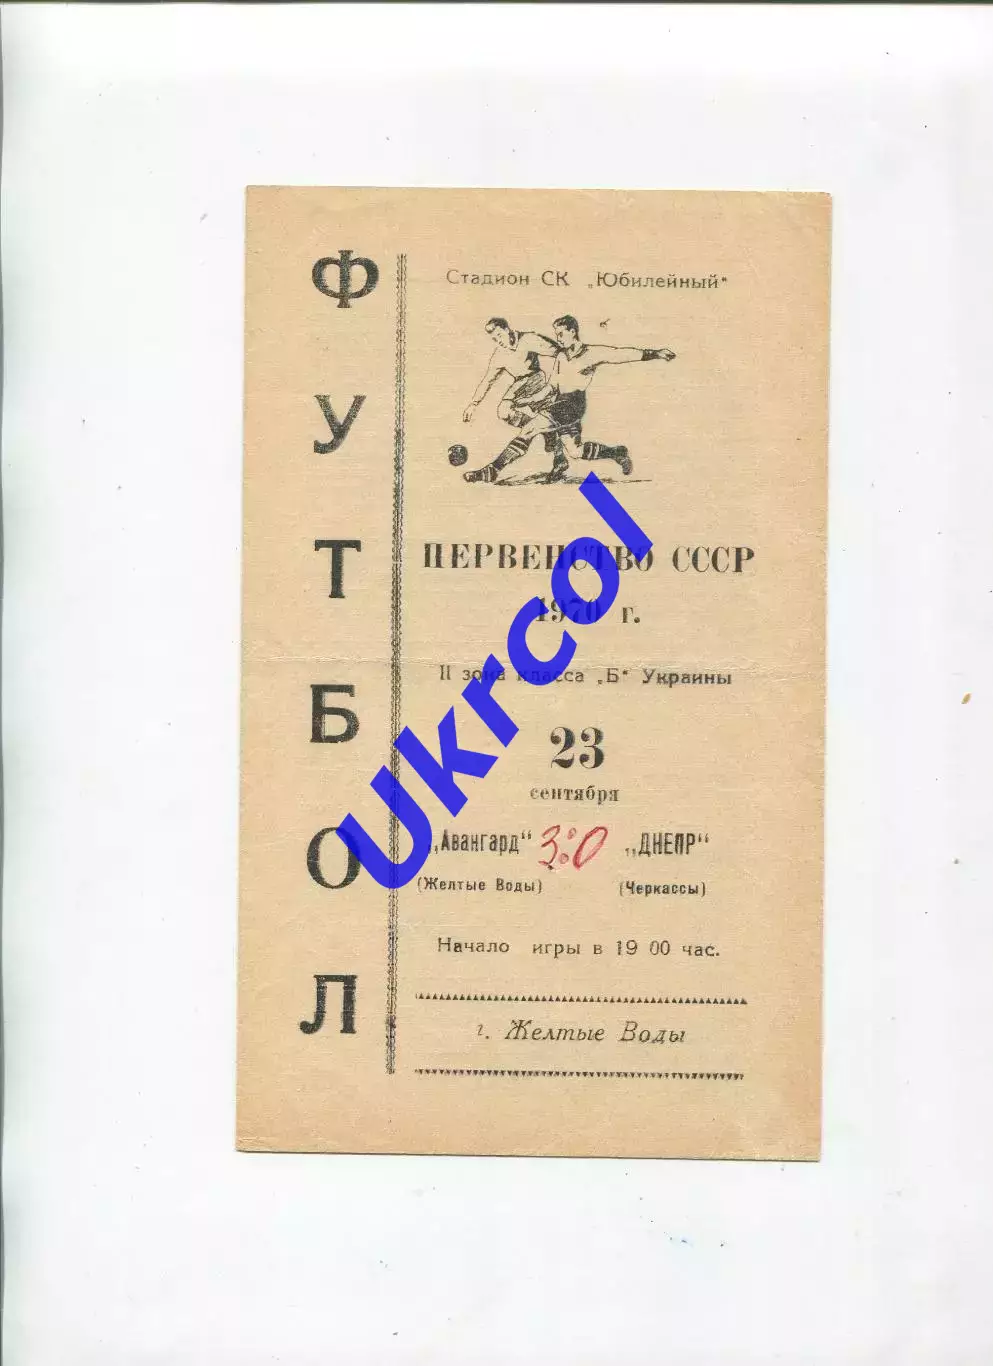 ФУТБОЛ
Стадион СК „Юбилейный"
ПЕРВЕНСТВО СССР
1970 г.
II зона класса „Б" Украины
23
сентября
„Авангард" 3:0 „ДНЕПР"
(Желтые Воды) (Черкассы)
Начало игры в 19 00 час.
г. Желтые Воды
Ukrcol